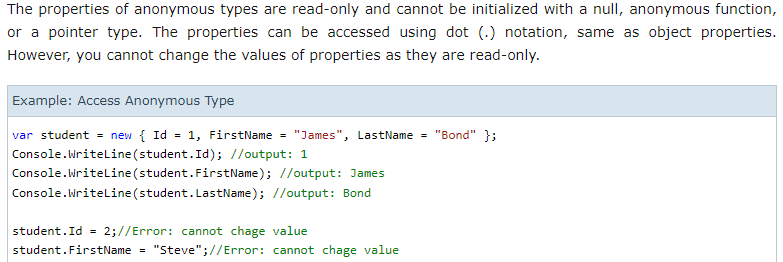 The properties of anonymous types are read-only and cannot be initialized with a null, anonymous function,
or a pointer type. The properties can be accessed using dot (.) notation, same as object properties.
However, you cannot change the values of properties as they are read-only.
Example: Access Anonymous Type
var student = new { Id = 1, FirstName = "James", LastName = "Bond" };
Console.WriteLine(student.Id); //output: 1
Console.WriteLine(student.FirstName); //output: James
Console.WriteLine(student.LastName); //output: Bond
student.Id = 2;//Error: cannot chage value
student.FirstName = "Steve";//Error: cannot chage value